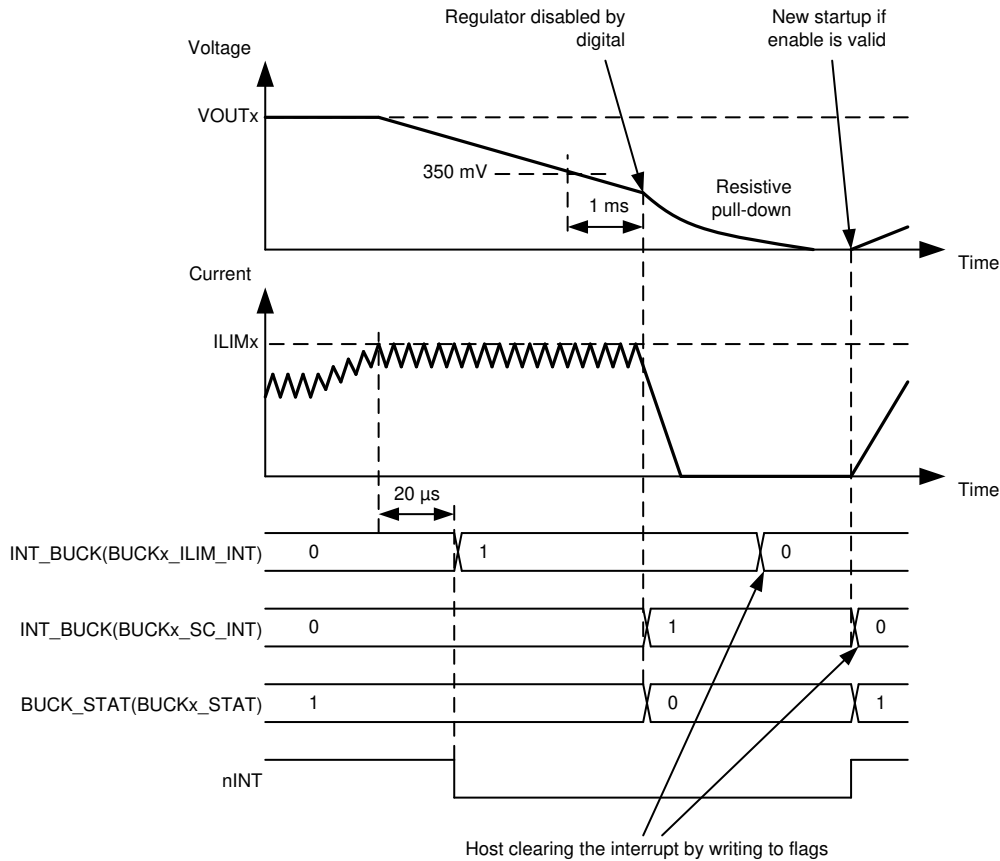 Regulator disabled by
digital
New startup if
enable is valid
Voltage
VOUTx
350 mV
1 ms
Resistive
pull-down
Time
Current
ILIMx
Time
20 µs
INT_BUCK(BUCKx_ILIM_INT)
0
1
0
INT_BUCK(BUCKx_SC_INT)
0
1
0
BUCK_STAT(BUCKx_STAT)
1
0
1
nINT
Host clearing the interrupt by writing to flags